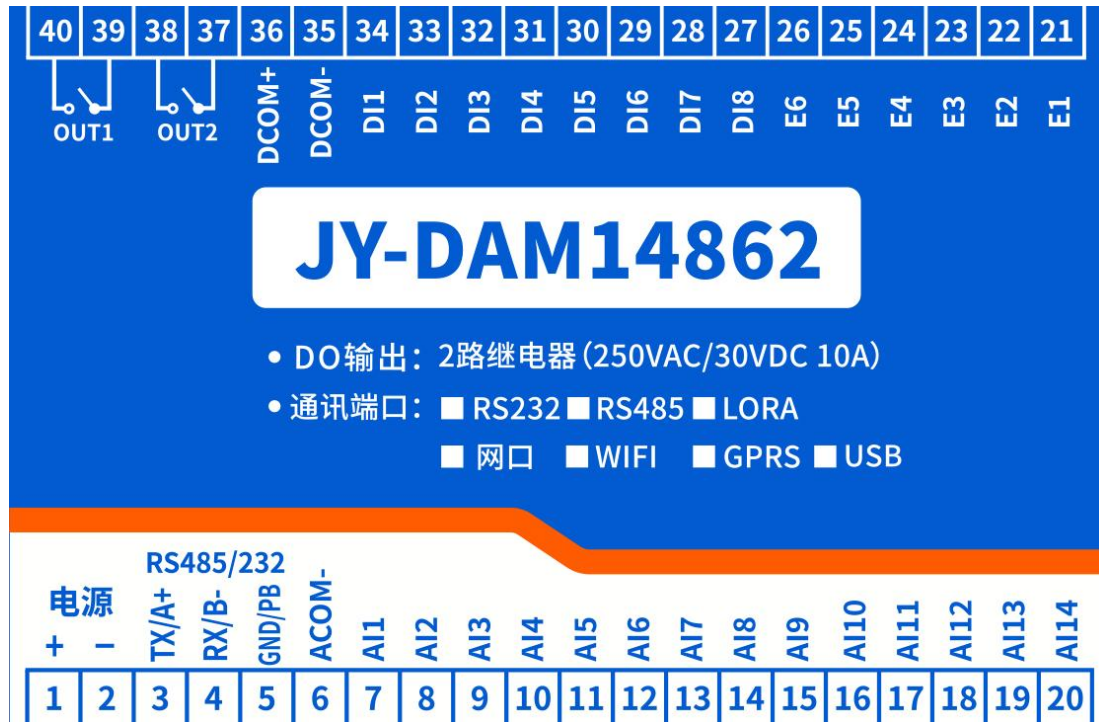 40 39 38 37 36 35 34 33 32 31 30 29 28 27 26 25 24 23 22 21
OUT1 OUT2 DCOM+ DCOM- DI1 DI2 DI3 DI4 DI5 DI6 DI7 DI8 E6 E5 E4 E3 E2 E1
JY-DAM14862
• DO输出：2路继电器（250VAC/30VDC 10A）
• 通讯端口：■ RS232 ■ RS485 ■ LORA
■ 网口 ■ WIFI ■ GPRS ■ USB
RS485/232
电源
+ − TX/A+ RX/B- GND/PB ACOM- AI1 AI2 AI3 AI4 AI5 AI6 AI7 AI8 AI9 AI10 AI11 AI12 AI13 AI14
1 2 3 4 5 6 7 8 9 10 11 12 13 14 15 16 17 18 19 20